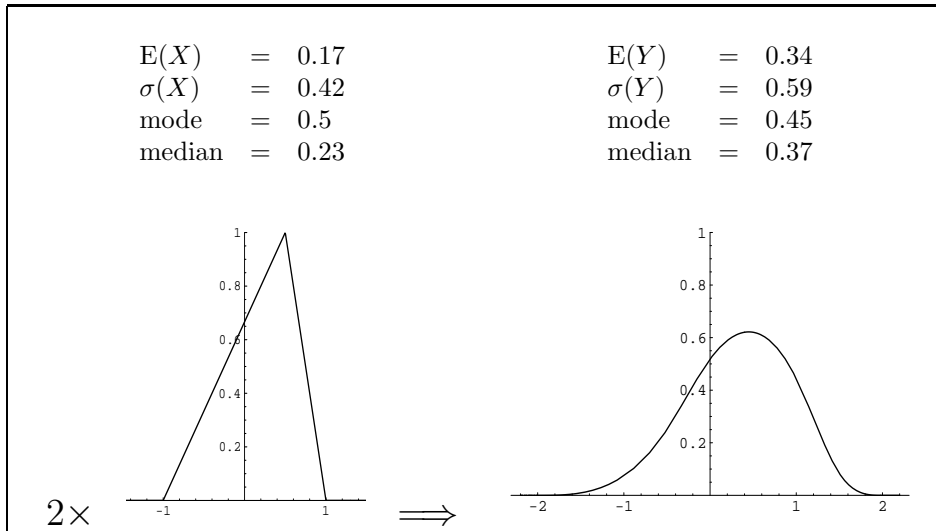 E(X) = 0.17
σ(X) = 0.42
mode = 0.5
median = 0.23
E(Y) = 0.34
σ(Y) = 0.59
mode = 0.45
median = 0.37
1
0.8
0.6
0.4
0.2
-1 1
1
0.8
0.6
0.4
0.2
-2 -1 1 2
2× ⟹